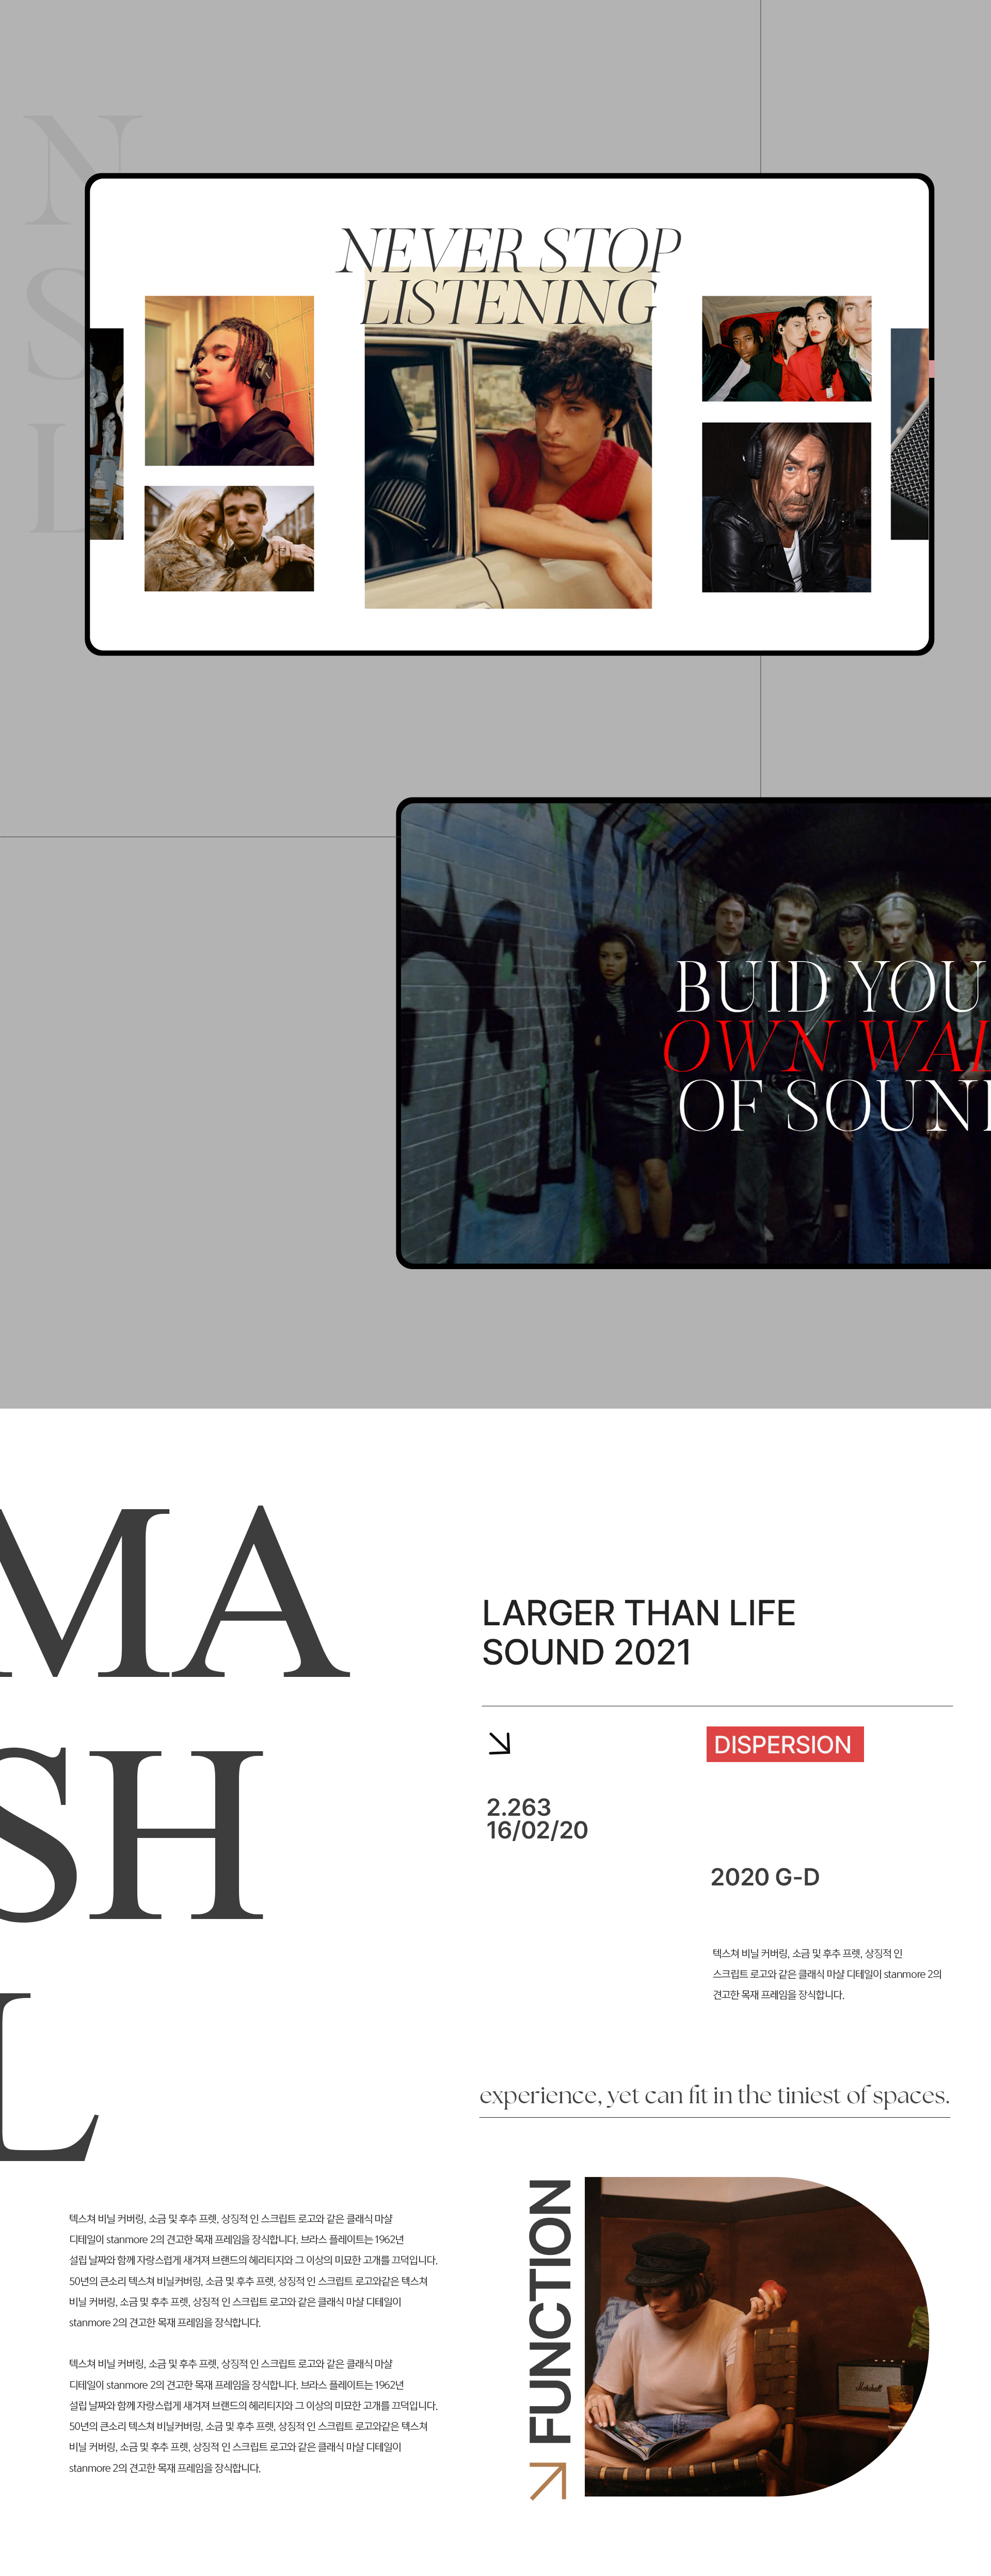 N
S
L
NEVER STOP
LISTENING
BUID YOU
OWN WAL
OF SOUN
MA
SH
L
LARGER THAN LIFE
SOUND 2021
DISPERSION
2.263
16/02/20
2020 G-D
텍스쳐 비닐 커버링, 소금 및 후추 프렛, 상징적 인
스크립트 로고와 같은 클래식 마샬 디테일이 stanmore 2의
견고한 목재 프레임을 장식합니다.
experience, yet can fit in the tiniest of spaces.
텍스쳐 비닐 커버링, 소금 및 후추 프렛, 상징적 인 스크립트 로고와 같은 클래식 마샬
디테일이 stanmore 2의 견고한 목재 프레임을 장식합니다. 브라스 플레이트는 1962년
설립 날짜와 함께 자랑스럽게 새겨져 브랜드의 헤리티지와 그 이상의 미묘한 고개를 끄덕입니다.
50년의 큰소리 텍스쳐 비닐커버링, 소금 및 후추 프렛, 상징적 인 스크립트 로고와같은 텍스쳐
비닐 커버링, 소금 및 후추 프렛, 상징적 인 스크립트 로고와 같은 클래식 마샬 디테일이
stanmore 2의 견고한 목재 프레임을 장식합니다.
텍스쳐 비닐 커버링, 소금 및 후추 프렛, 상징적 인 스크립트 로고와 같은 클래식 마샬
디테일이 stanmore 2의 견고한 목재 프레임을 장식합니다. 브라스 플레이트는 1962년
설립 날짜와 함께 자랑스럽게 새겨져 브랜드의 헤리티지와 그 이상의 미묘한 고개를 끄덕입니다.
50년의 큰소리 텍스쳐 비닐커버링, 소금 및 후추 프렛, 상징적 인 스크립트 로고와같은 텍스쳐
비닐 커버링, 소금 및 후추 프렛, 상징적 인 스크립트 로고와 같은 클래식 마샬 디테일이
stanmore 2의 견고한 목재 프레임을 장식합니다.
FUNCTION
Marshall